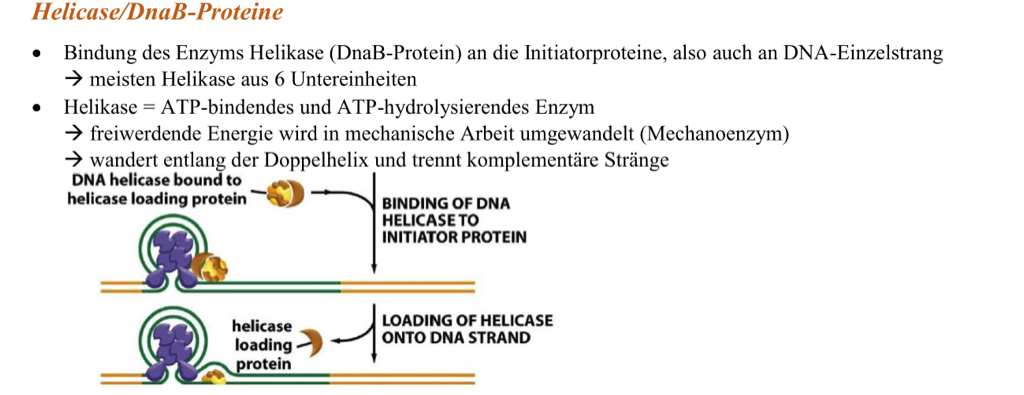 Helicase/DnaB-Proteine
• Bindung des Enzyms Helikase (DnaB-Protein) an die Initiatorproteine, also auch an DNA-Einzelstrang
→ meisten Helikase aus 6 Untereinheiten
• Helikase = ATP-bindendes und ATP-hydrolysierendes Enzym
→ freiwerdende Energie wird in mechanische Arbeit umgewandelt (Mechanoenzym)
→ wandert entlang der Doppelhelix und trennt komplementäre Stränge
DNA helicase bound to
helicase loading protein
BINDING OF DNA
HELICASE TO
INITIATOR PROTEIN
helicase
loading
protein
LOADING OF HELICASE
ONTO DNA STRAND